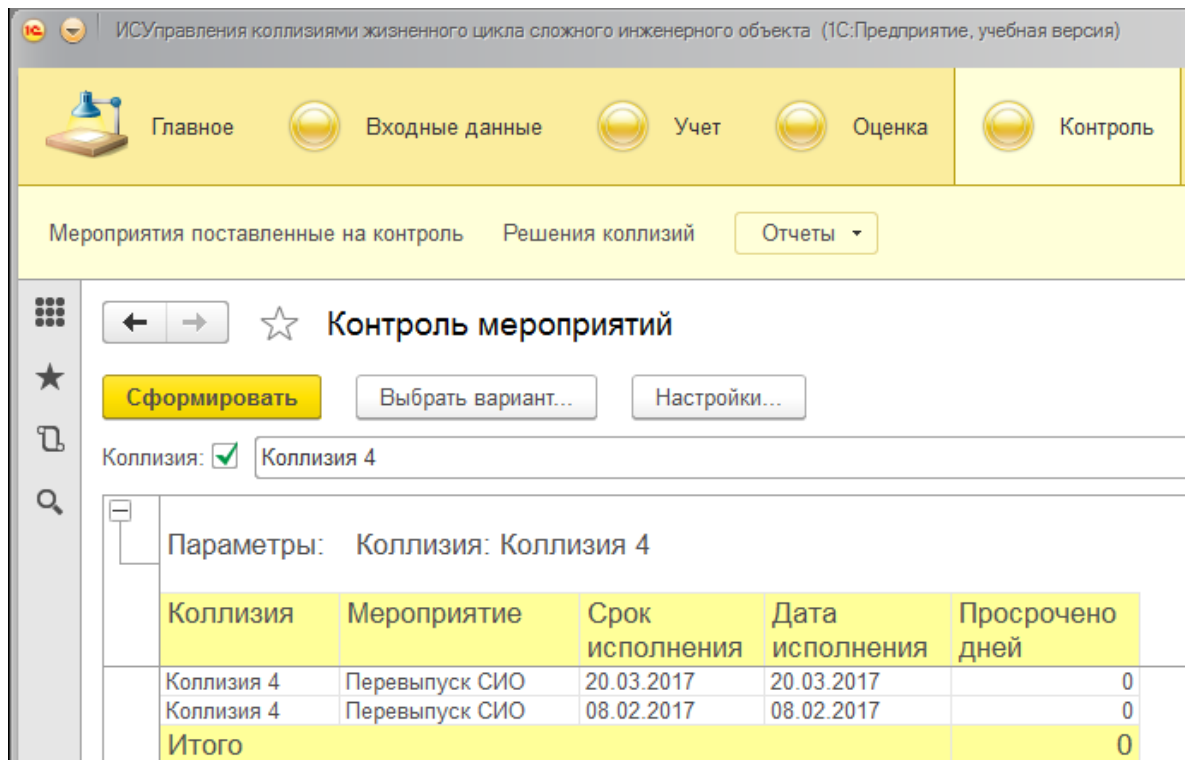 1С ИСУправления коллизиями жизненного цикла сложного инженерного объекта (1С:Предприятие, учебная версия)
Главное Входные данные Учет Оценка Контроль
Мероприятия поставленные на контроль Решения коллизий Отчеты
Контроль мероприятий
Сформировать Выбрать вариант... Настройки...
Коллизия: Коллизия 4
Параметры: Коллизия: Коллизия 4
Коллизия Мероприятие Срок Дата Просрочено
исполнения исполнения дней
Коллизия 4 Перевыпуск СИО 20.03.2017 20.03.2017 0
Коллизия 4 Перевыпуск СИО 08.02.2017 08.02.2017 0
Итого 0